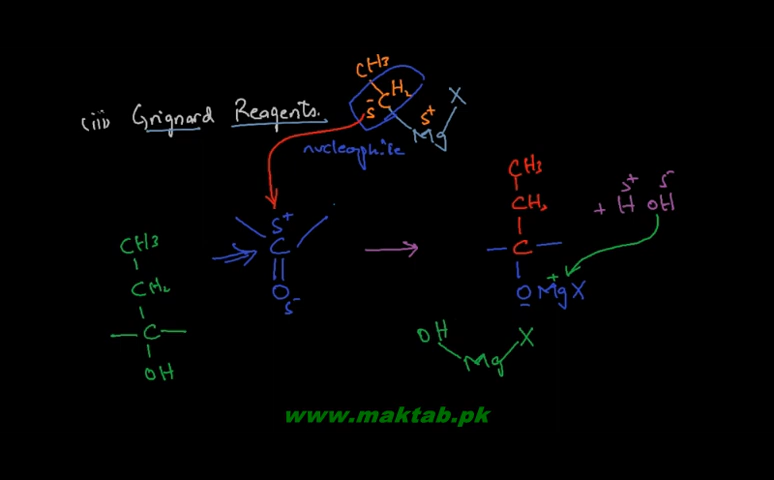 (iii) Grignard Reagents.
CH3
CH2
δ-
δ+
Mg X
nucleophile
δ+
C
O
δ-
CH3
CH2
C
O MgX
- +
+ H OH
δ+ δ-
CH3
CH2
C
OH
OH Mg X
www.maktab.pk